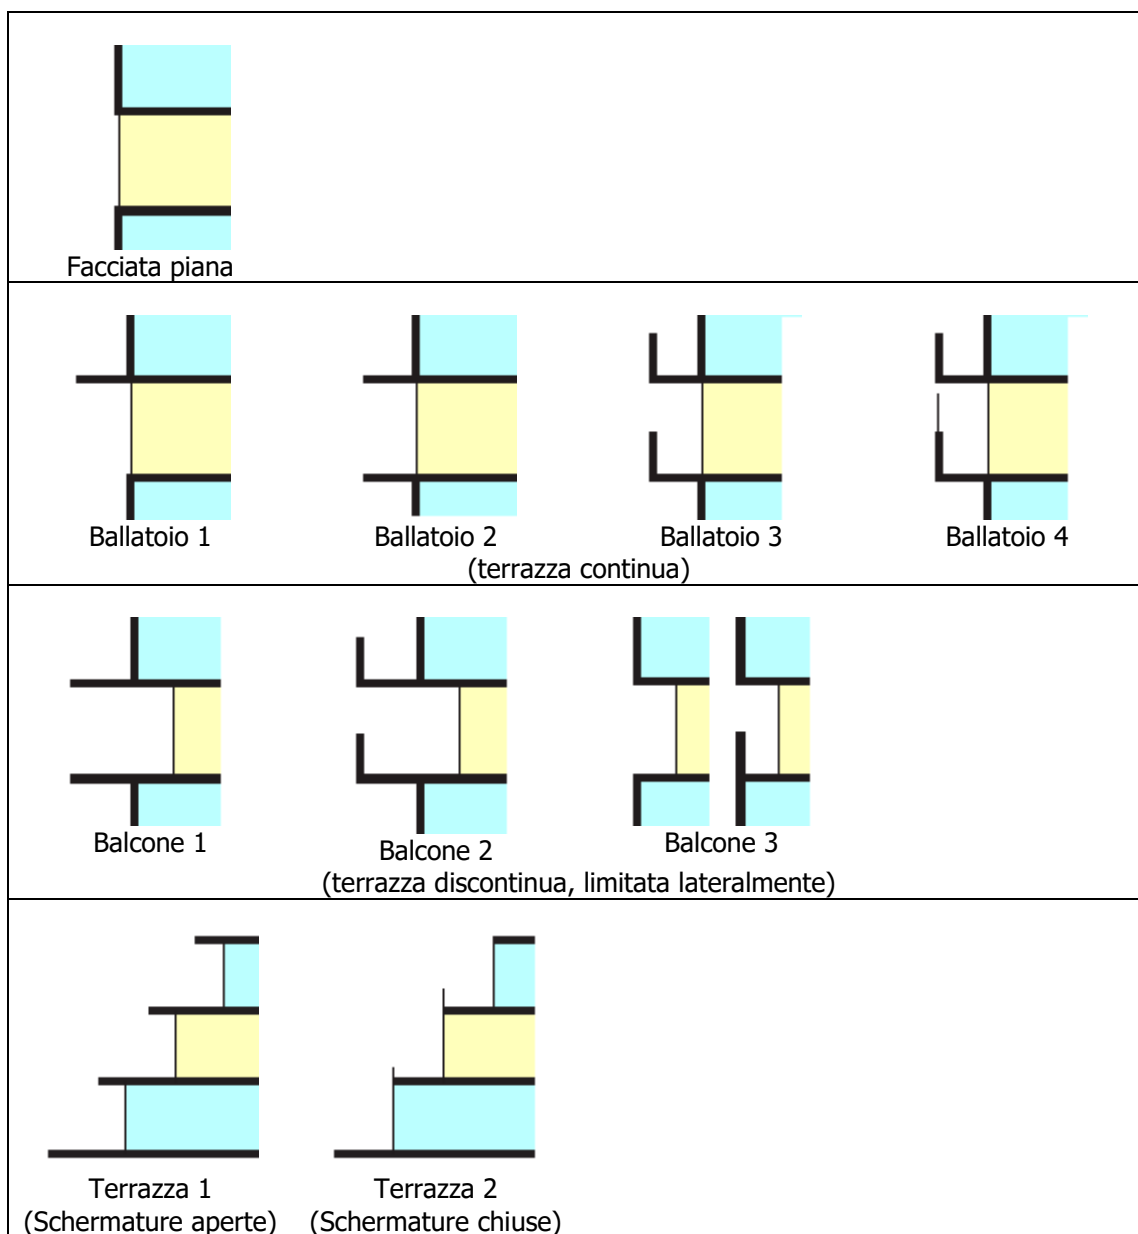 Facciata piana
Ballatoio 1 Ballatoio 2 Ballatoio 3 Ballatoio 4
(terrazza continua)
Balcone 1 Balcone 2 Balcone 3
(terrazza discontinua, limitata lateralmente)
Terrazza 1 Terrazza 2
(Schermature aperte) (Schermature chiuse)